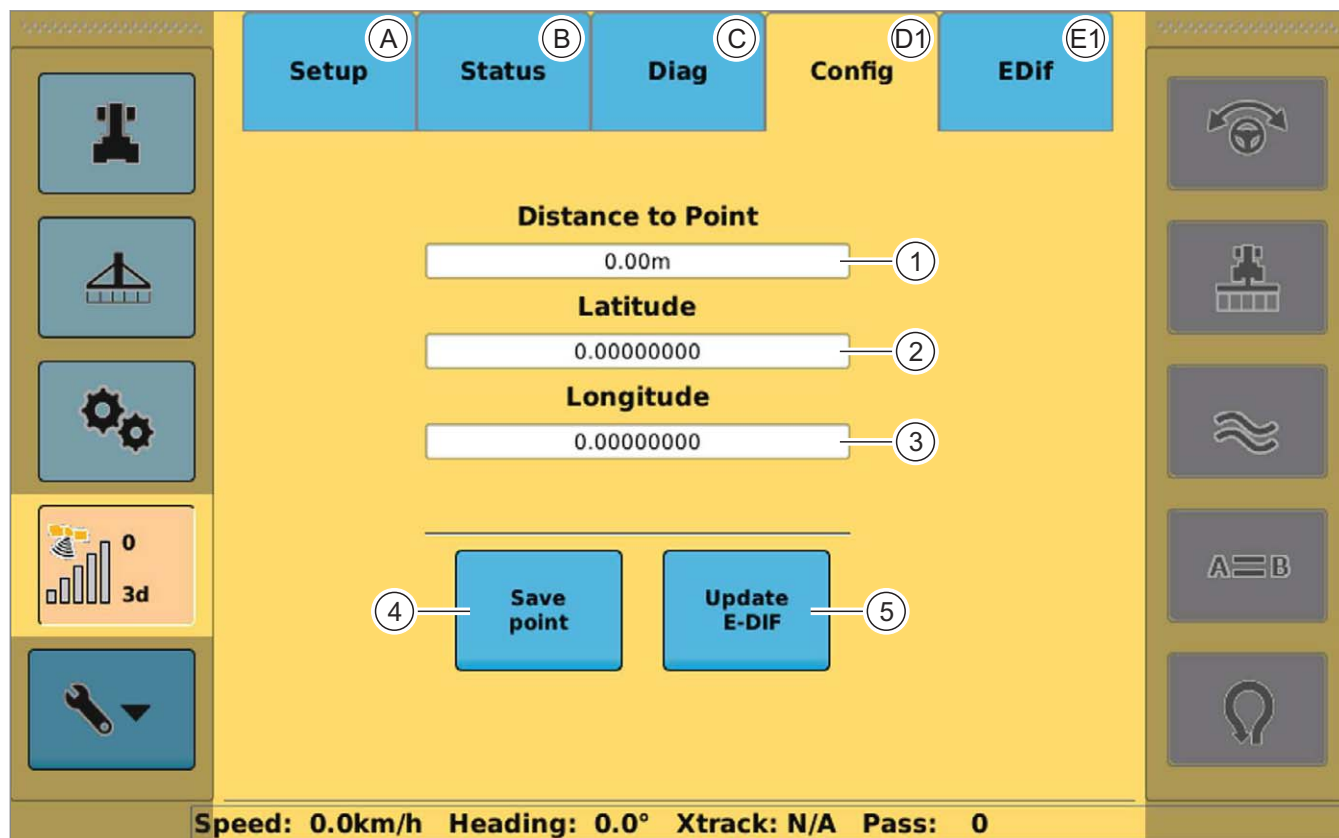 A
B
C
D1
E1
Setup
Status
Diag
Config
EDif
Distance to Point
0.00m
1
Latitude
0.00000000
2
Longitude
0.00000000
3
0
3d
4
Save
point
Update
E-DIF
5
A B
Speed: 0.0km/h Heading: 0.0° Xtrack: N/A Pass: 0